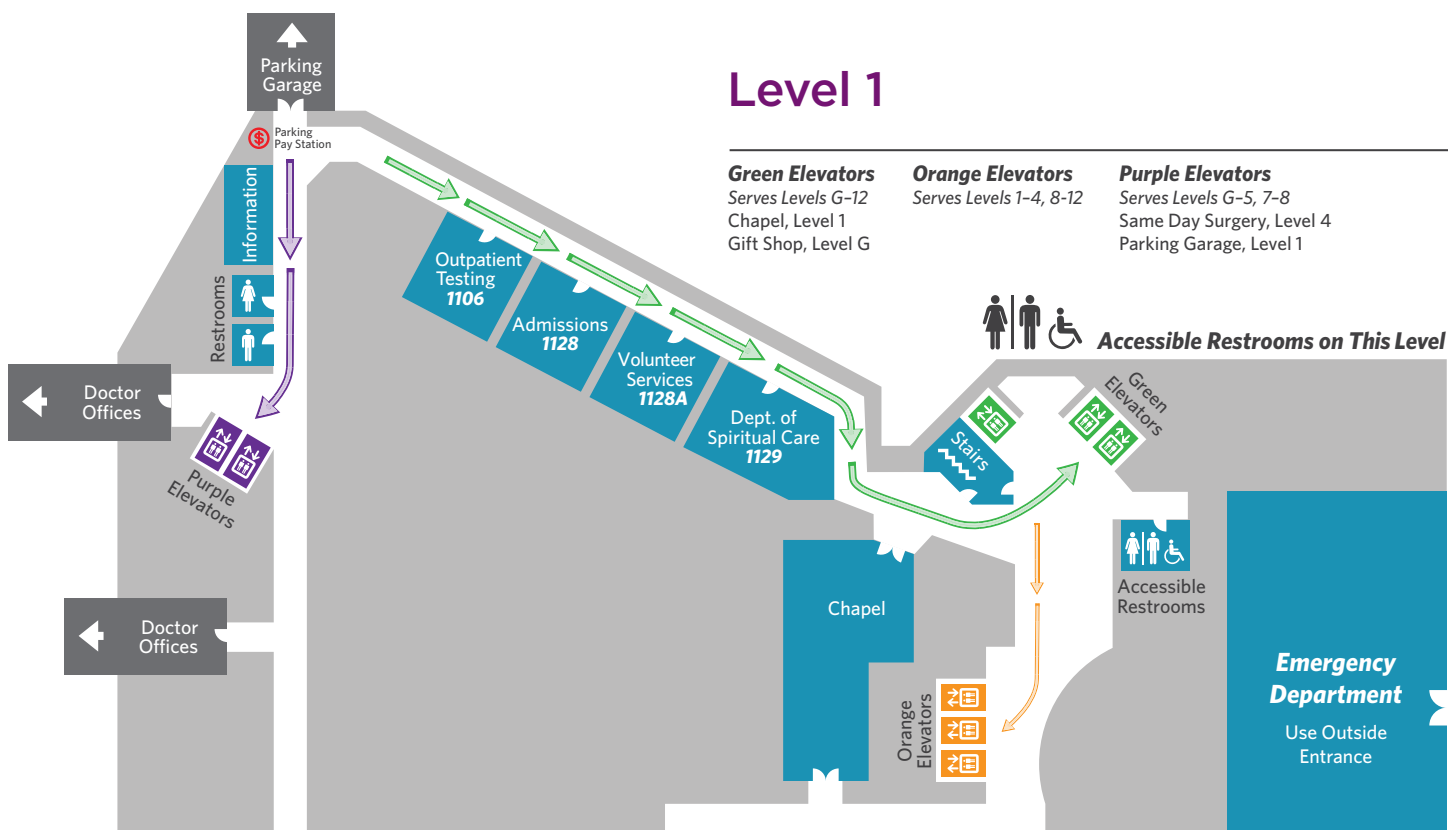 Parking
Garage
$
Parking
Pay Station
Information
Restrooms
Doctor
Offices
Purple
Elevators
Doctor
Offices
Level 1
Green Elevators
Serves Levels G–12
Chapel, Level 1
Gift Shop, Level G
Orange Elevators
Serves Levels 1–4, 8-12
Purple Elevators
Serves Levels G–5, 7–8
Same Day Surgery, Level 4
Parking Garage, Level 1
Accessible Restrooms on This Level
Outpatient
Testing
1106
Admissions
1128
Volunteer
Services
1128A
Dept. of
Spiritual Care
1129
Stairs
Green
Elevators
Accessible
Restrooms
Chapel
Orange
Elevators
Emergency
Department
Use Outside
Entrance